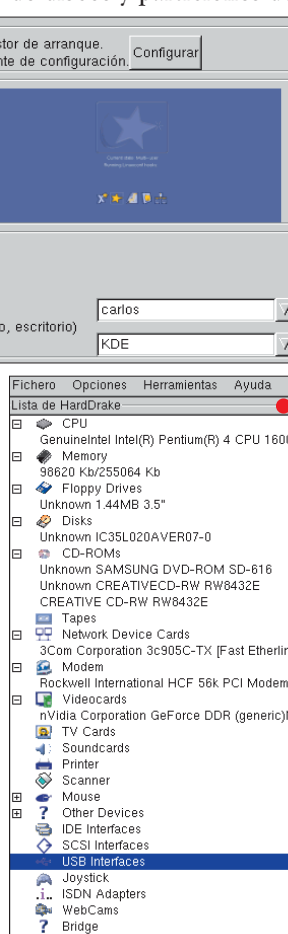 stor de arranque.
nte de configuración.
Configurar
carlos
o, escritorio)
KDE
Fichero Opciones Herramientas Ayuda
Lista de HardDrake
CPU
GenuineIntel Intel(R) Pentium(R) 4 CPU 1600
Memory
98620 Kb/255064 Kb
Floppy Drives
Unknown 1.44MB 3.5"
Disks
Unknown IC35L020AVER07-0
CD-ROMs
Unknown SAMSUNG DVD-ROM SD-616
Unknown CREATIVECD-RW RW8432E
CREATIVE CD-RW RW8432E
Tapes
Network Device Cards
3Com Corporation 3c905C-TX [Fast Etherlin
Modem
Rockwell International HCF 56k PCI Modem
Videocards
nVidia Corporation GeForce DDR (generic)
TV Cards
Soundcards
Printer
Scanner
Mouse
Other Devices
IDE Interfaces
SCSI Interfaces
USB Interfaces
Joystick
ISDN Adapters
WebCams
Bridge